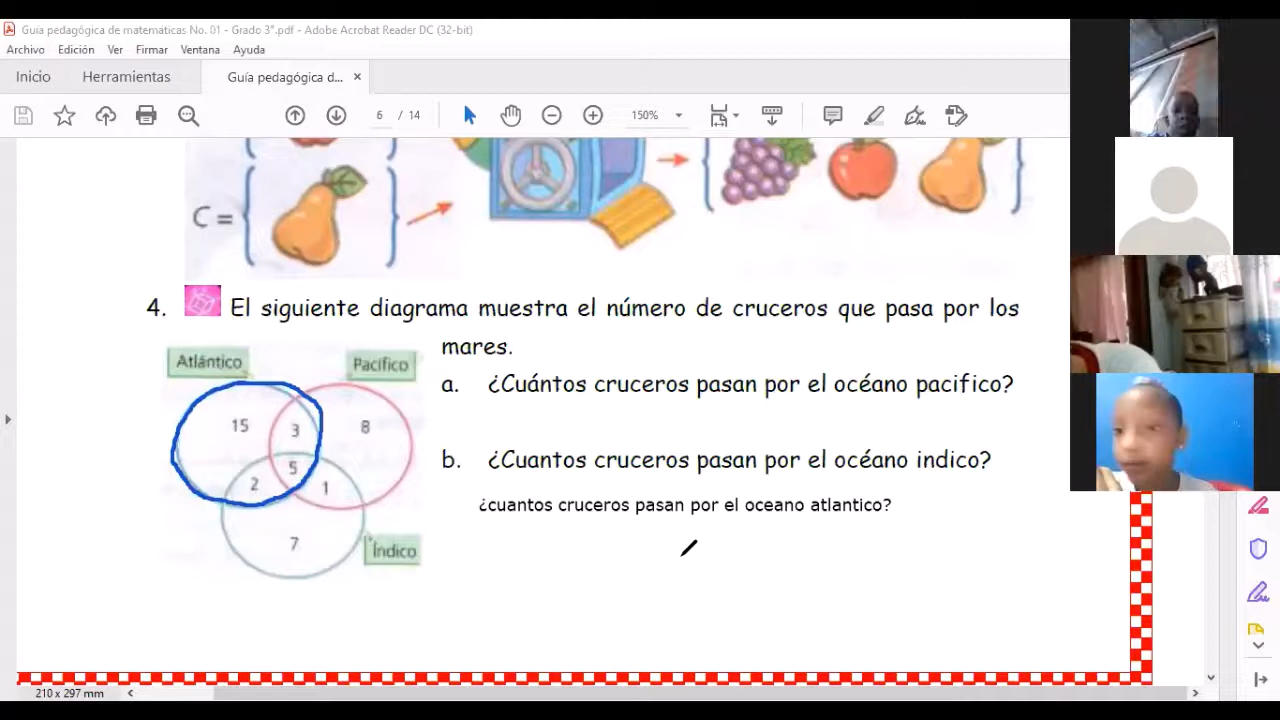 Guía pedagógica de matemáticas No. 01 - Grado 3°.pdf - Adobe Acrobat Reader DC (32-bit)
Archivo Edición Ver Firmar Ventana Ayuda
Inicio Herramientas Guía pedagógica d... ×
6 / 14 150%
C =
4. El siguiente diagrama muestra el número de cruceros que pasa por los
mares.
Atlántico Pacífico
15 3 8
5
2 1
7
Índico
a. ¿Cuántos cruceros pasan por el océano pacifico?
b. ¿Cuantos cruceros pasan por el océano indico?
¿cuantos cruceros pasan por el oceano atlantico?
210 x 297 mm